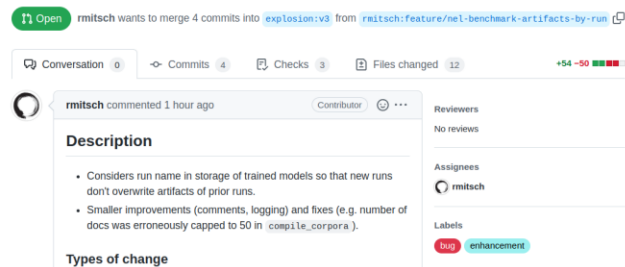 Open rmitsch wants to merge 4 commits into explosion:v3 from rmitsch:feature/nel-benchmark-artifacts-by-run
Conversation 0 Commits 4 Checks 3 Files changed 12 +54 −50
rmitsch commented 1 hour ago Contributor
Description
Considers run name in storage of trained models so that new runs
don't overwrite artifacts of prior runs.
Smaller improvements (comments, logging) and fixes (e.g. number of
docs was erroneously capped to 50 in compile_corpora ).
Types of change
Reviewers
No reviews
Assignees
rmitsch
Labels
bug enhancement